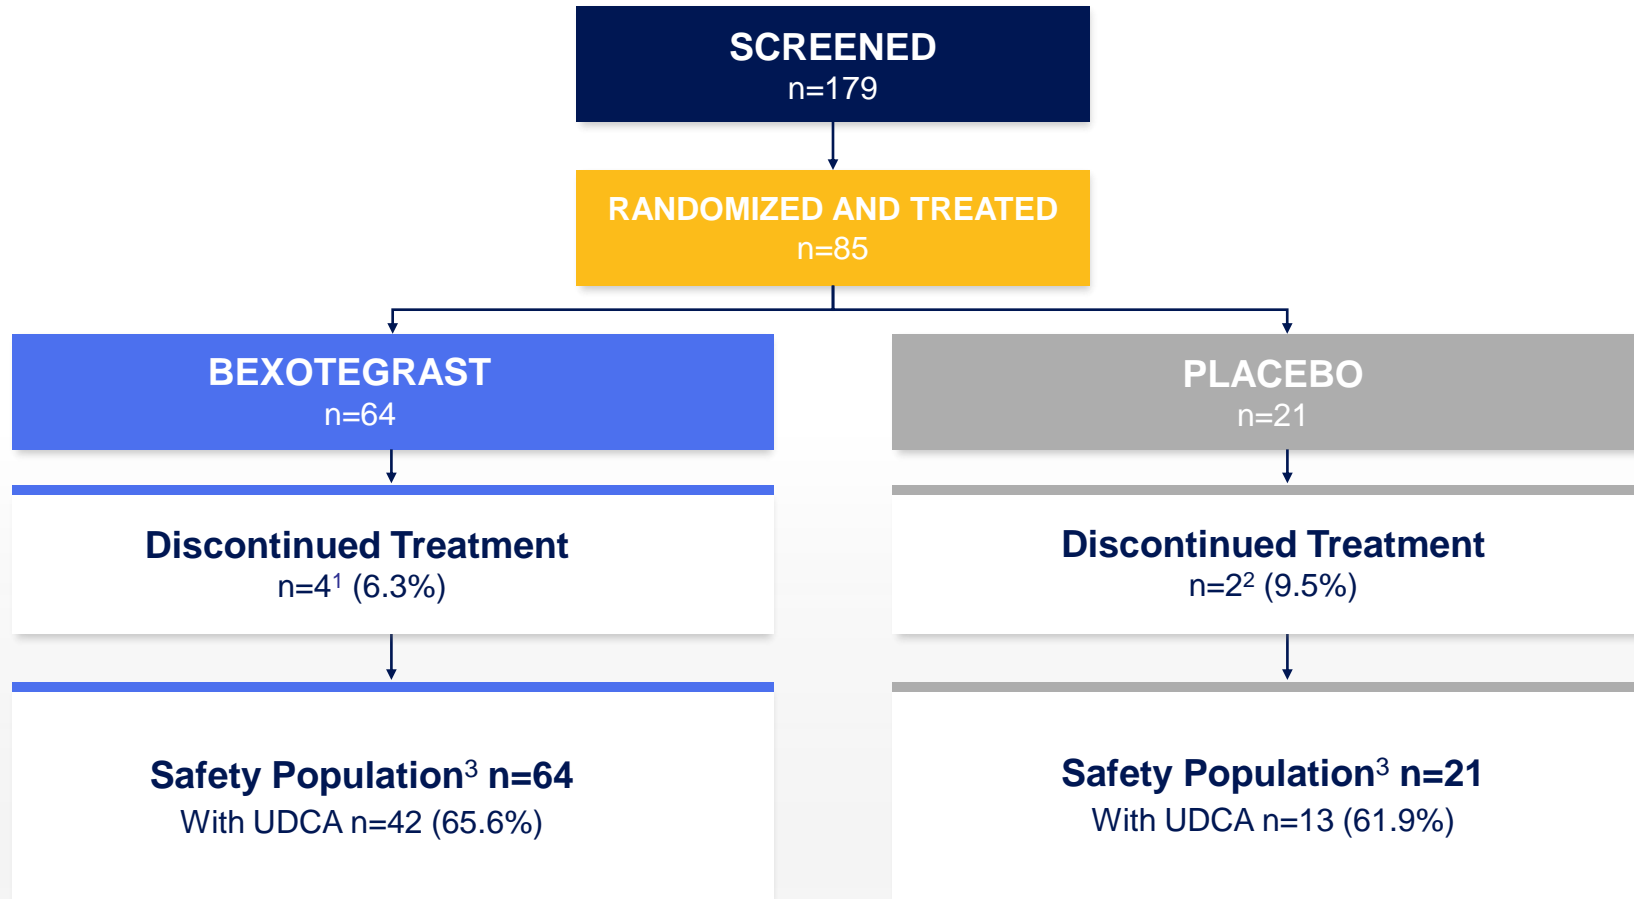 SCREENED
n=179
RANDOMIZED AND TREATED
n=85
BEXOTEGRAST
n=64
PLACEBO
n=21
Discontinued Treatment
n=4¹ (6.3%)
Discontinued Treatment
n=2² (9.5%)
Safety Population³ n=64
With UDCA n=42 (65.6%)
Safety Population³ n=21
With UDCA n=13 (61.9%)